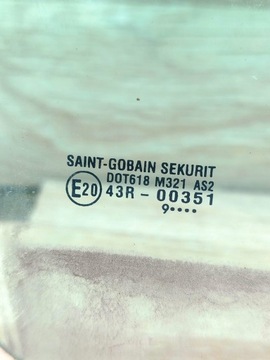 SAINT-GOBAIN SEKURIT
DOT618 M321 AS2
E20 43R - 00351
9••••